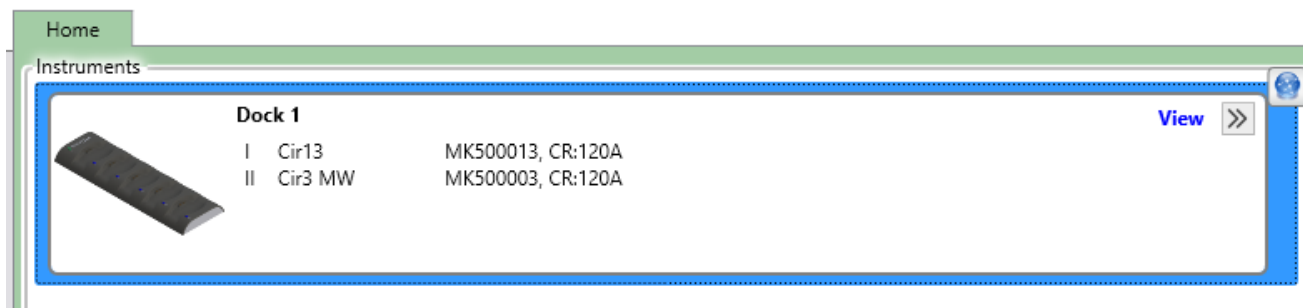 Home
Instruments
Dock 1
View
I Cir13 MK500013, CR:120A
II Cir3 MW MK500003, CR:120A